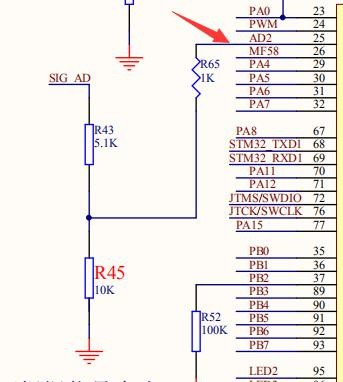 PA0 23
PWM 24
AD2 25
MF58 26
PA4 29
PA5 30
PA6 31
PA7 32
R65
1K
SIG_AD
R43
5.1K
PA8 67
STM32_TXD1 68
STM32_RXD1 69
PA11 70
PA12 71
JTMS/SWDIO 72
JTCK/SWCLK 76
PA15 77
R45
10K
PB0 35
PB1 36
PB2 37
PB3 89
PB4 90
PB5 91
PB6 92
PB7 93
R52
100K
LED2 95